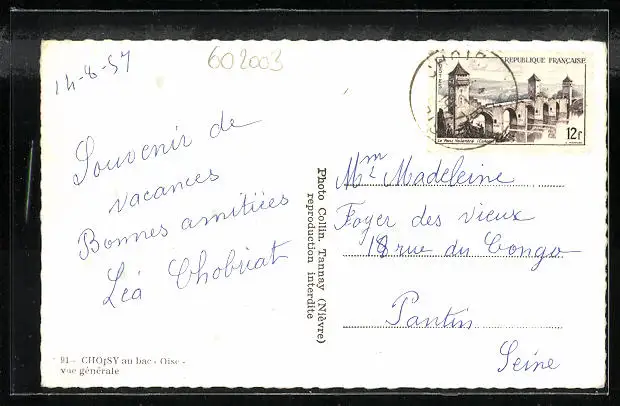 14-8-57
602003
REPUBLIQUE FRANÇAISE
12f
Souvenir de
vacances
Bonnes amitiées
Léa Chobriat
Photo Collin, Tannay (Nièvre)
reproduction interdite
Mme Madeleine
Foyer des vieux
18 rue du Congo
Pantin
Seine
91 - CHOISY au bac - Oise -
vue générale